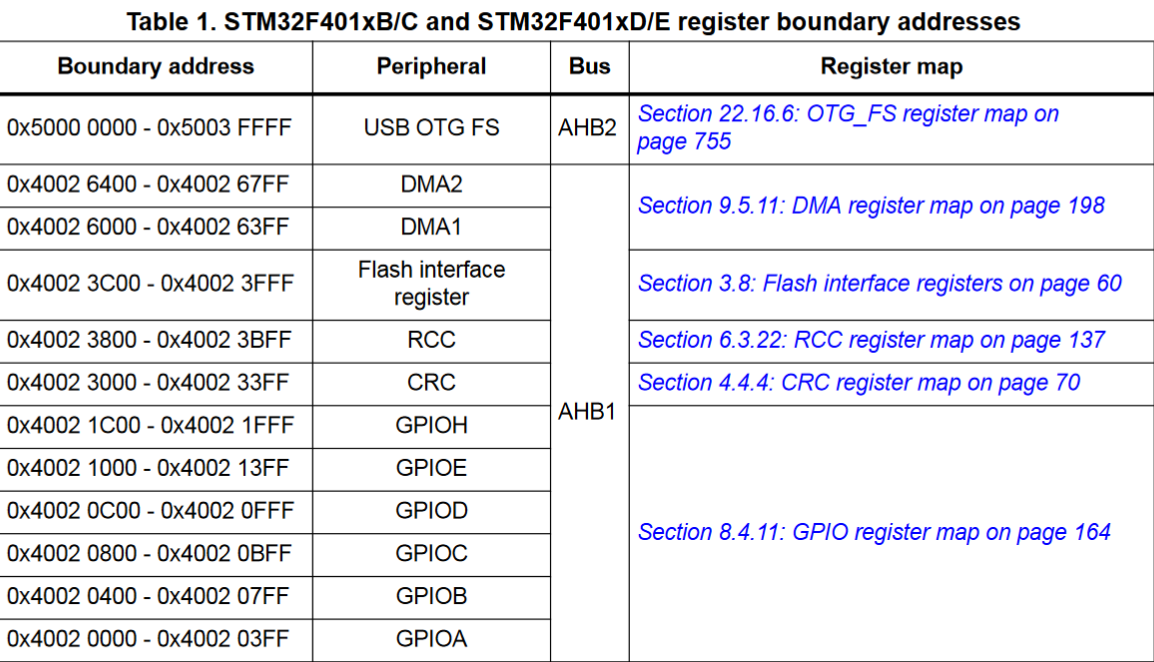 Table 1. STM32F401xB/C and STM32F401xD/E register boundary addresses
Boundary address Peripheral Bus Register map
0x5000 0000 - 0x5003 FFFF USB OTG FS AHB2 Section 22.16.6: OTG_FS register map on
page 755
0x4002 6400 - 0x4002 67FF DMA2
AHB1
Section 9.5.11: DMA register map on page 198
0x4002 6000 - 0x4002 63FF DMA1
0x4002 3C00 - 0x4002 3FFF Flash interface
register
Section 3.8: Flash interface registers on page 60
0x4002 3800 - 0x4002 3BFF RCC Section 6.3.22: RCC register map on page 137
0x4002 3000 - 0x4002 33FF CRC Section 4.4.4: CRC register map on page 70
0x4002 1C00 - 0x4002 1FFF GPIOH
Section 8.4.11: GPIO register map on page 164
0x4002 1000 - 0x4002 13FF GPIOE
0x4002 0C00 - 0x4002 0FFF GPIOD
0x4002 0800 - 0x4002 0BFF GPIOC
0x4002 0400 - 0x4002 07FF GPIOB
0x4002 0000 - 0x4002 03FF GPIOA